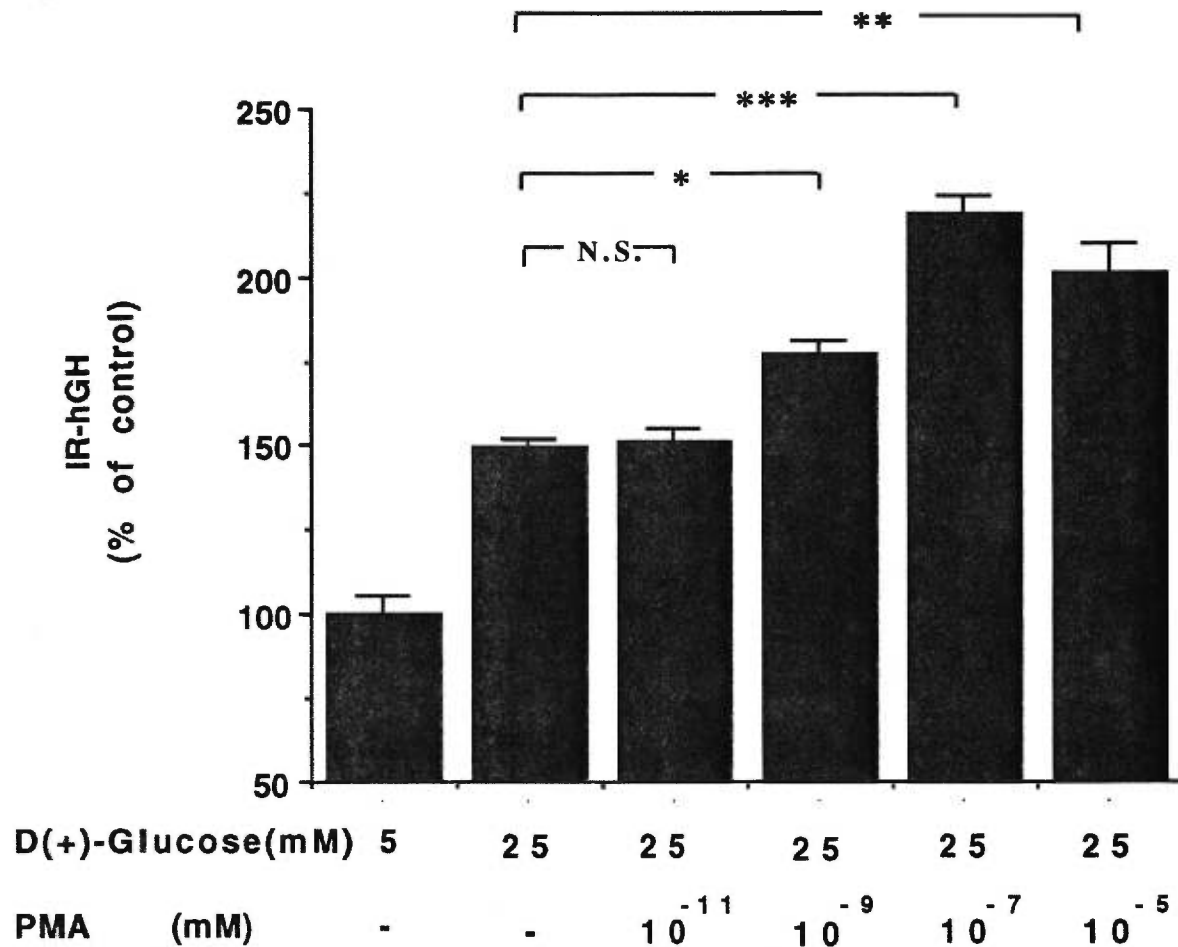 **
***
*
N.S.
250
200
150
100
50
IR-hGH
(% of control)
D(+)-Glucose(mM) 5 25 25 25 25 25
PMA (mM) - - 10^-11 10^-9 10^-7 10^-5